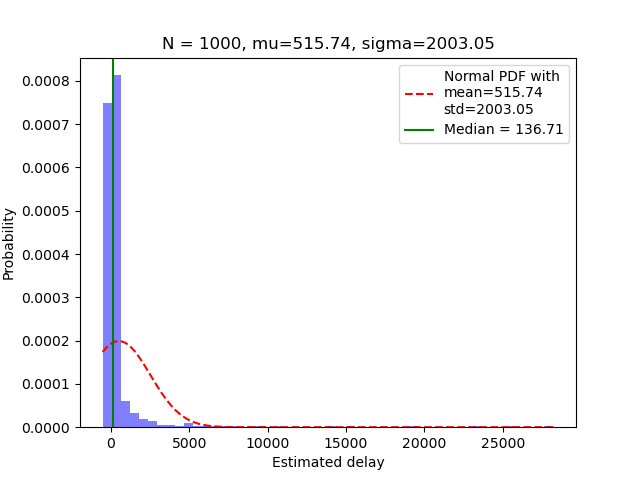 N = 1000, mu=515.74, sigma=2003.05
Normal PDF with
mean=515.74
std=2003.05
Median = 136.71
Probability
0.0008
0.0007
0.0006
0.0005
0.0004
0.0003
0.0002
0.0001
0.0000
0 5000 10000 15000 20000 25000
Estimated delay